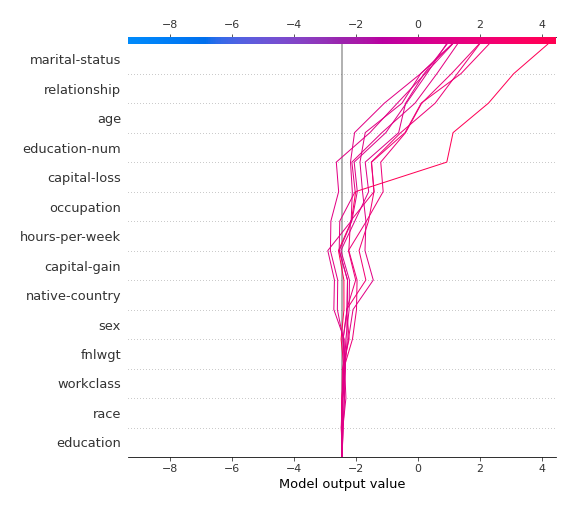 −8 −6 −4 −2 0 2 4
marital-status
relationship
age
education-num
capital-loss
occupation
hours-per-week
capital-gain
native-country
sex
fnlwgt
workclass
race
education
−8 −6 −4 −2 0 2 4
Model output value